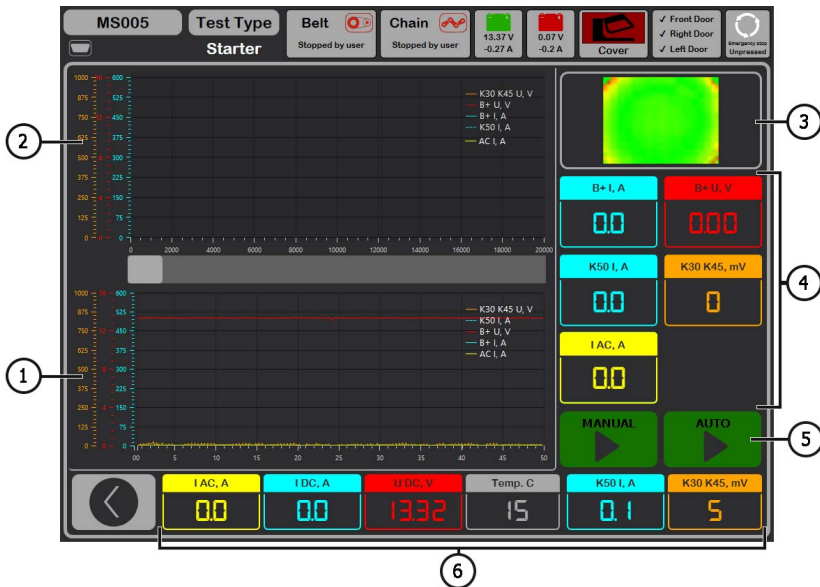 MS005
Test Type
Starter
Belt
Stopped by user
Chain
Stopped by user
13.37 V
-0.27 A
0.07 V
-0.2 A
Cover
✓ Front Door
✓ Right Door
✓ Left Door
Emergency stop
Unpressed
1000 16 600
875 525
750 450
625 375
500 300
375 225
250 150
125 75
0 0 0
K30 K45 U, V
B+ U, V
B+ I, A
K50 I, A
AC I, A
0 2000 4000 6000 8000 10000 12000 14000 16000 18000 20000
1000 16 600
875 525
750 12 450
625 375
500 300
375 225
250 4 150
125 75
0 0 0
K30 K45 U, V
K50 I, A
B+ U, V
B+ I, A
AC I, A
00 5 10 15 20 25 30 35 40 45 50
B+ I, A
0.0
B+ U, V
0.00
K50 I, A
0.0
K30 K45, mV
0
I AC, A
0.0
MANUAL
AUTO
I AC, A
0.0
I DC, A
0.0
U DC, V
13.32
Temp. C
15
K50 I, A
0.1
K30 K45, mV
5
2
1
3
4
5
6